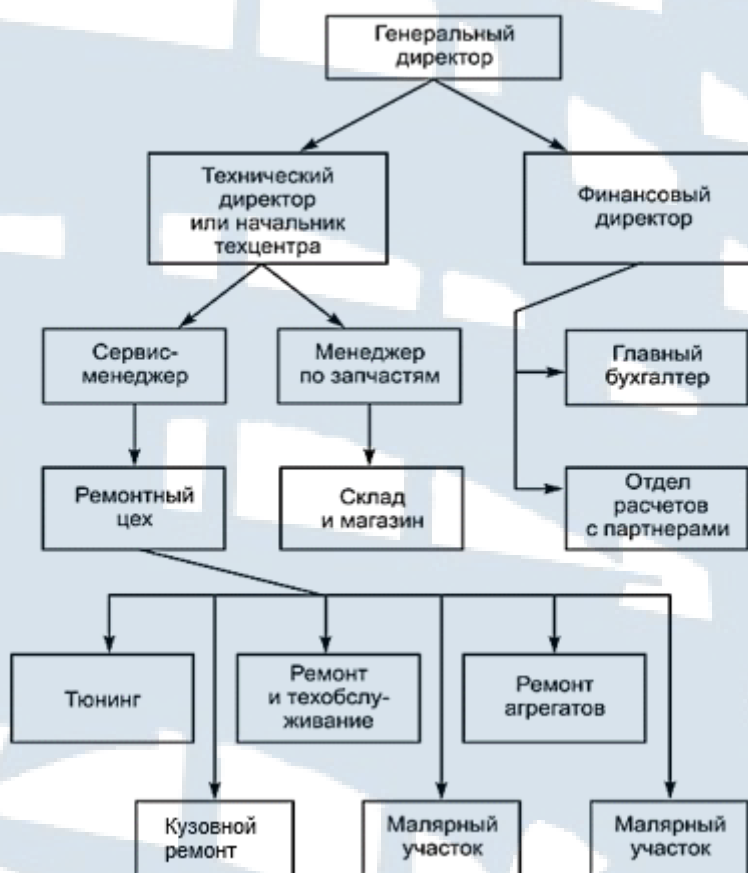 Генеральный
директор
Технический
директор
или начальник
техцентра
Финансовый
директор
Сервис-
менеджер
Менеджер
по запчастям
Главный
бухгалтер
Ремонтный
цех
Склад
и магазин
Отдел
расчетов
с партнерами
Тюнинг
Ремонт
и техобслу-
живание
Ремонт
агрегатов
Кузовной
ремонт
Малярный
участок
Малярный
участок